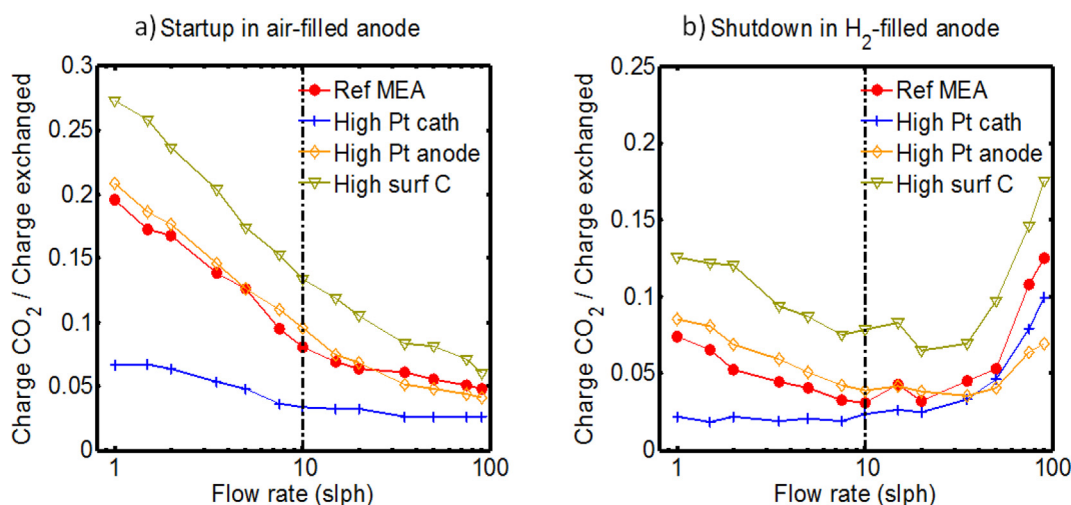 a) Startup in air-filled anode
0.3
0.25
0.2
0.15
0.1
0.05
0
Charge CO2 / Charge exchanged
Ref MEA
High Pt cath
High Pt anode
High surf C
1
10
100
Flow rate (slph)
b) Shutdown in H2-filled anode
0.25
0.2
0.15
0.1
0.05
0
Charge CO2 / Charge exchanged
Ref MEA
High Pt cath
High Pt anode
High surf C
1
10
100
Flow rate (slph)